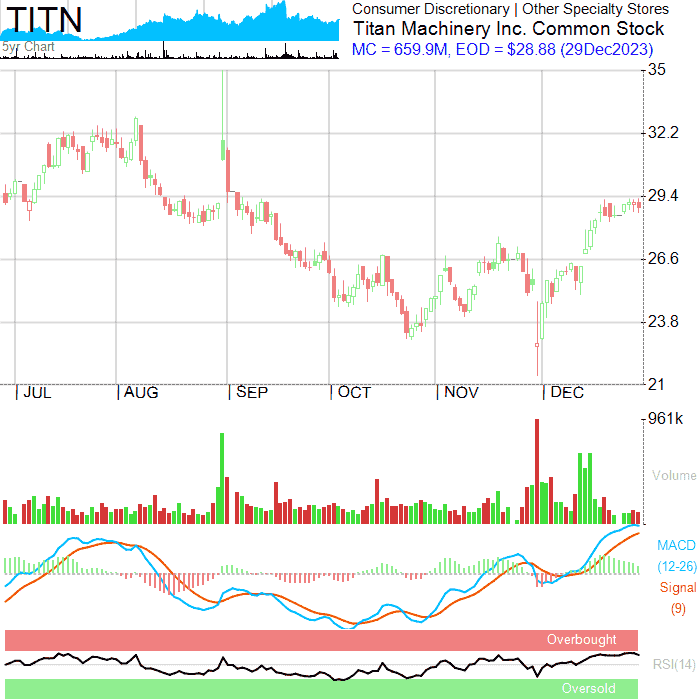 TITN
5yr Chart
Consumer Discretionary | Other Specialty Stores
Titan Machinery Inc. Common Stock
MC = 659.9M, EOD = $28.88 (29Dec2023)
35
32.2
29.4
26.6
23.8
21
JUL AUG SEP OCT NOV DEC
961k
Volume
MACD
(12-26)
Signal
(9)
Overbought
RSI(14)
Oversold